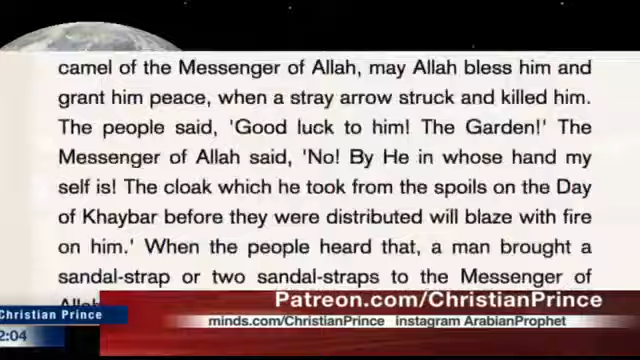 camel of the Messenger of Allah, may Allah bless him and
grant him peace, when a stray arrow struck and killed him.
The people said, 'Good luck to him! The Garden!' The
Messenger of Allah said, 'No! By He in whose hand my
self is! The cloak which he took from the spoils on the Day
of Khaybar before they were distributed will blaze with fire
on him.' When the people heard that, a man brought a
sandal-strap or two sandal-straps to the Messenger of
Patreon.com/ChristianPrince
Christian Prince
minds.com/ChristianPrince instagram ArabianProphet
2:04